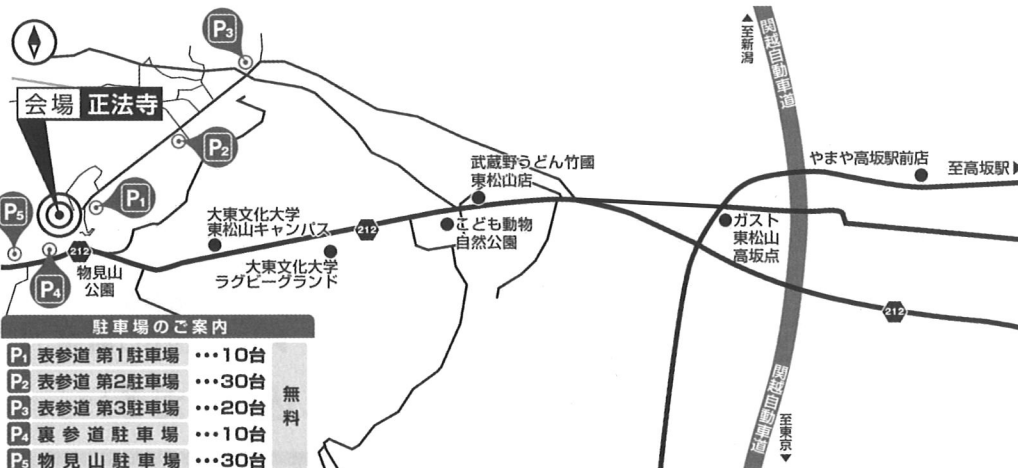 P3
▲至新潟
関越自動車道
会場 正法寺
P2
P1
P5
P4
212
物見山
公園
大東文化大学
東松山キャンパス
大東文化大学
ラグビーグランド
212
武蔵野うどん竹國
東松山店
こども動物
自然公園
やまや高坂駅前店
至高坂駅▶
ガスト
東松山
高坂点
212
関越自動車道
至東京▼
駐車場のご案内
P1 表参道 第1駐車場 …10台
P2 表参道 第2駐車場 …30台
P3 表参道 第3駐車場 …20台
P4 裏参道駐車場 …10台
P5 物見山駐車場 …30台
無料